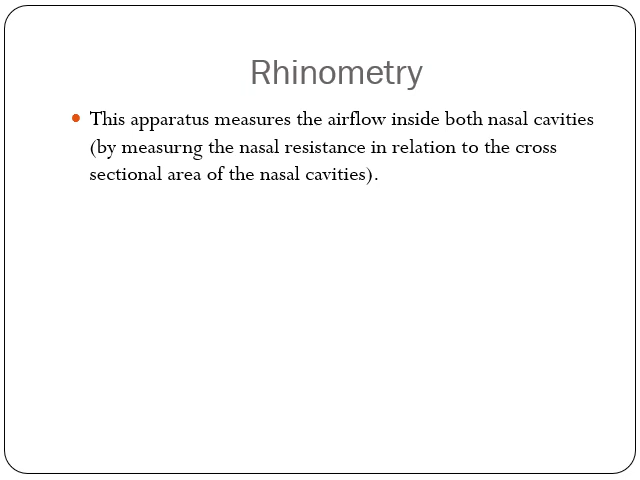 Rhinometry
• This apparatus measures the airflow inside both nasal cavities
(by measurng the nasal resistance in relation to the cross
sectional area of the nasal cavities).